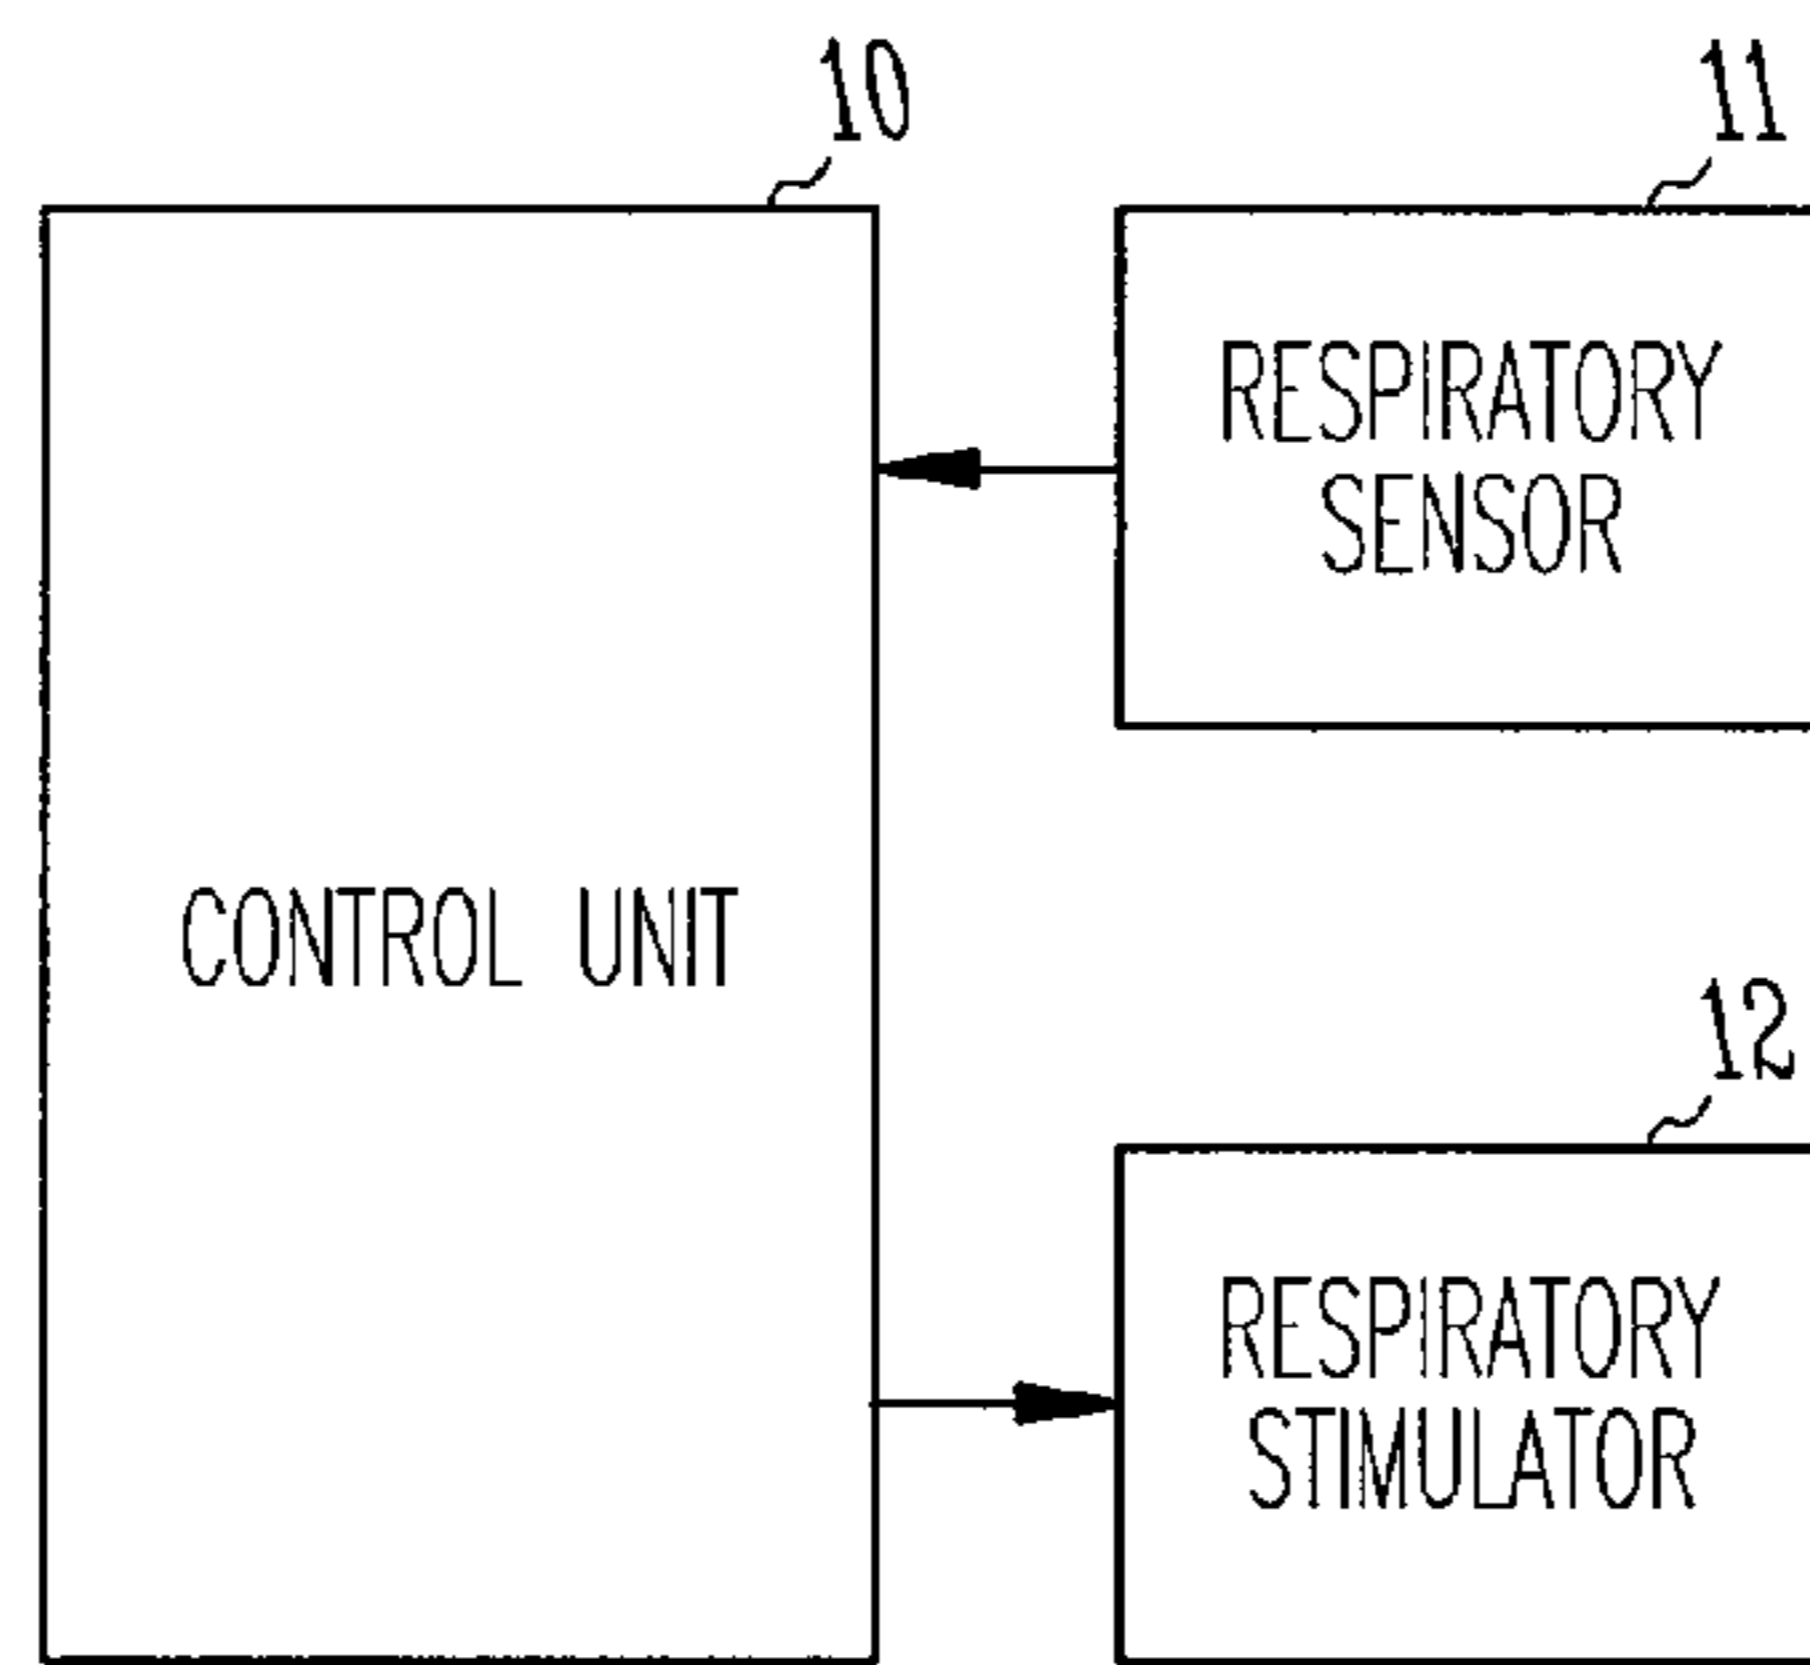 10
11
RESPIRATORY
SENSOR
CONTROL UNIT
12
RESPIRATORY
STIMULATOR